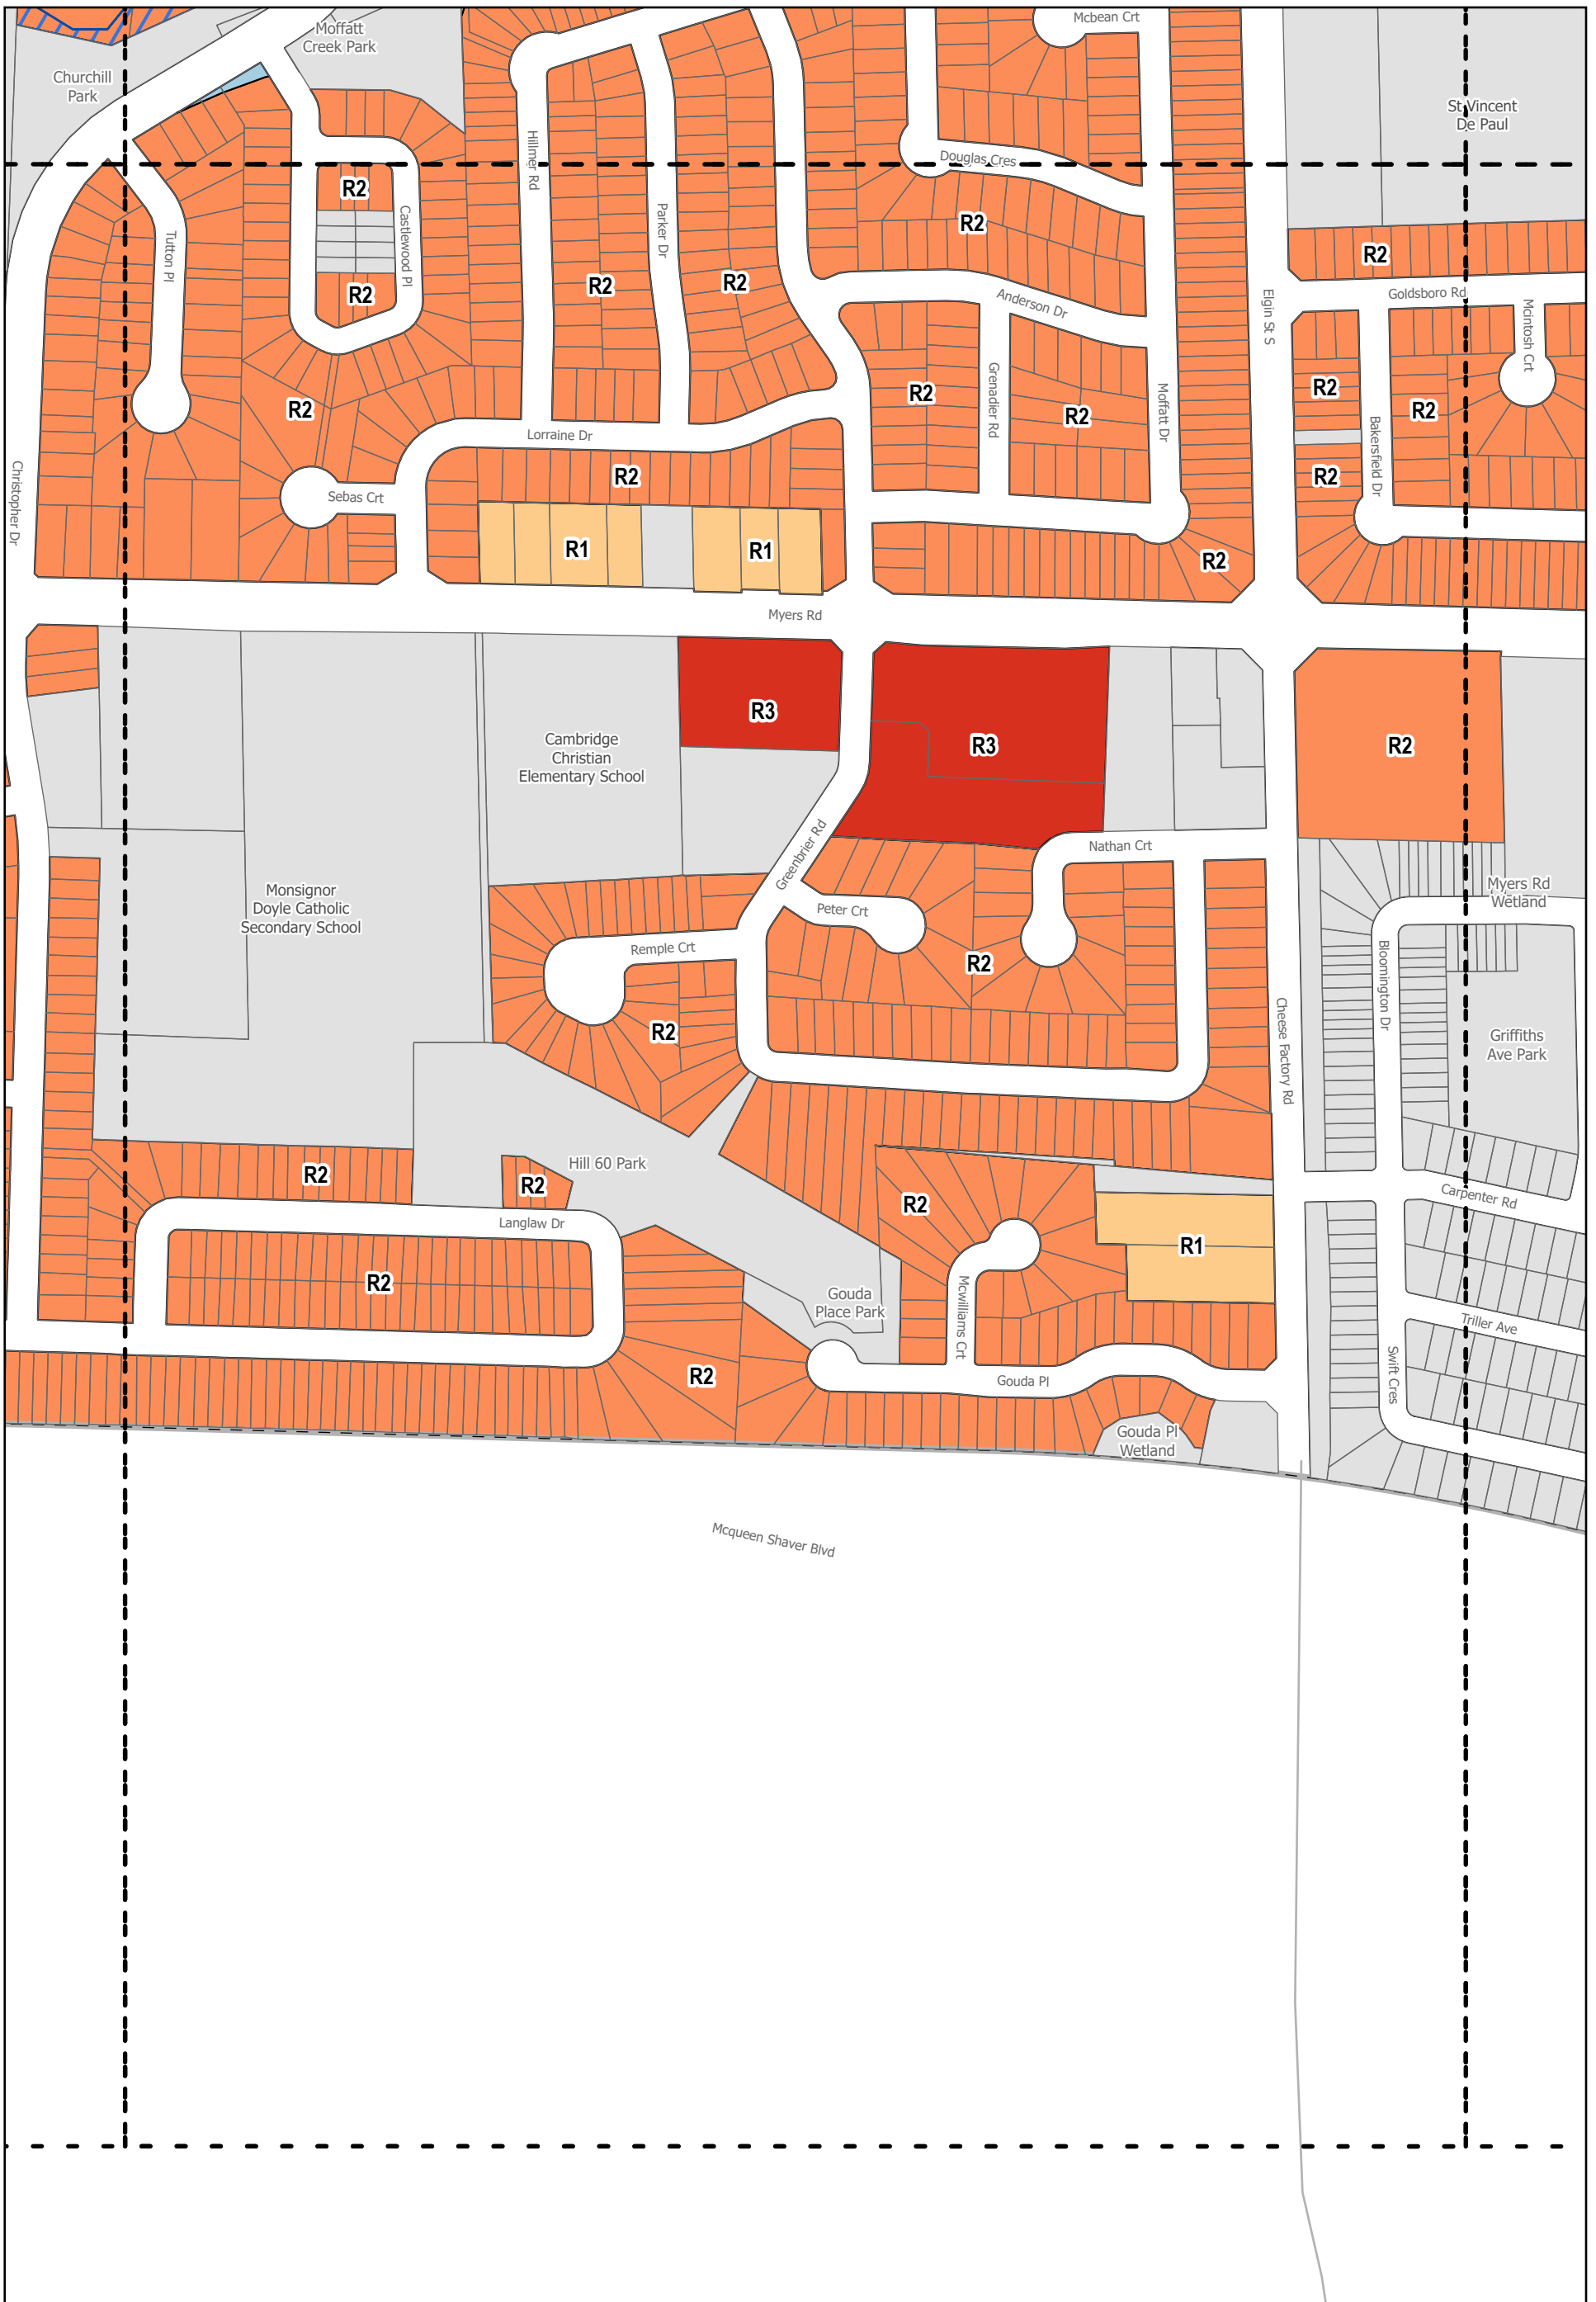 Mcbean Crt
Moffatt
Creek Park
Churchill
Park
St Vincent
De Paul
Hillmer Rd
Douglas Cres
R2
Castlewood Pl
Parker Dr
R2
Tutton Pl
R2
R2
R2
R2
Goldsboro Rd
Anderson Dr
Elgin St S
Mcintosh Crt
Grenadier Rd
R2
R2
R2
R2
R2
Moffatt Dr
Lorraine Dr
Bakersfield Dr
R2
R2
Christopher Dr
Sebas Crt
R1
R1
R2
Myers Rd
R3
R3
R2
Cambridge
Christian
Elementary School
Greenbrier Rd
Nathan Crt
Monsignor
Doyle Catholic
Secondary School
Myers Rd
Wetland
Peter Crt
Remple Crt
R2
Bloomington Dr
R2
Cheese Factory Rd
Griffiths
Ave Park
Hill 60 Park
R2
R2
R2
Carpenter Rd
Langlaw Dr
R1
R2
Gouda
Place Park
Mcwilliams Crt
Triller Ave
R2
Gouda Pl
Swift Cres
Gouda Pl
Wetland
Mcqueen Shaver Blvd